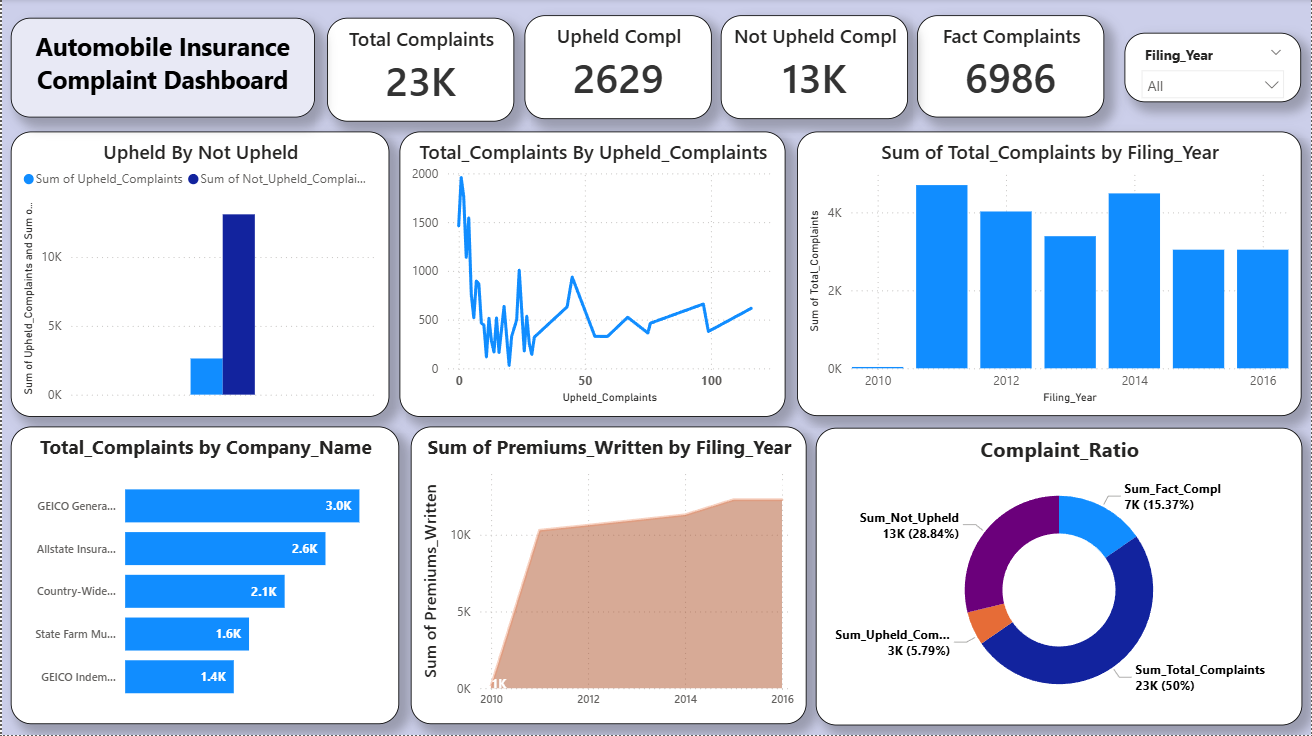 Automobile Insurance
Complaint Dashboard
Total Complaints
23K
Upheld Compl
2629
Not Upheld Compl
13K
Fact Complaints
6986
Filing_Year
All
Upheld By Not Upheld
Sum of Upheld_Complaints
Sum of Not_Upheld_Complai...
Sum of Upheld_Complaints and Sum o...
10K
5K
0K
Total_Complaints By Upheld_Complaints
2000
1500
1000
500
0
0
50
100
Upheld_Complaints
Sum of Total_Complaints by Filing_Year
Sum of Total_Complaints
4K
2K
0K
2010
2012
2014
2016
Filing_Year
Total_Complaints by Company_Name
GEICO Genera...
3.0K
Allstate Insura...
2.6K
Country-Wide...
2.1K
State Farm Mu...
1.6K
GEICO Indem...
1.4K
Sum of Premiums_Written by Filing_Year
Sum of Premiums_Written
10K
5K
0K
1K
2010
2012
2014
2016
Complaint_Ratio
Sum_Fact_Compl
7K (15.37%)
Sum_Not_Upheld
13K (28.84%)
Sum_Upheld_Com...
3K (5.79%)
Sum_Total_Complaints
23K (50%)